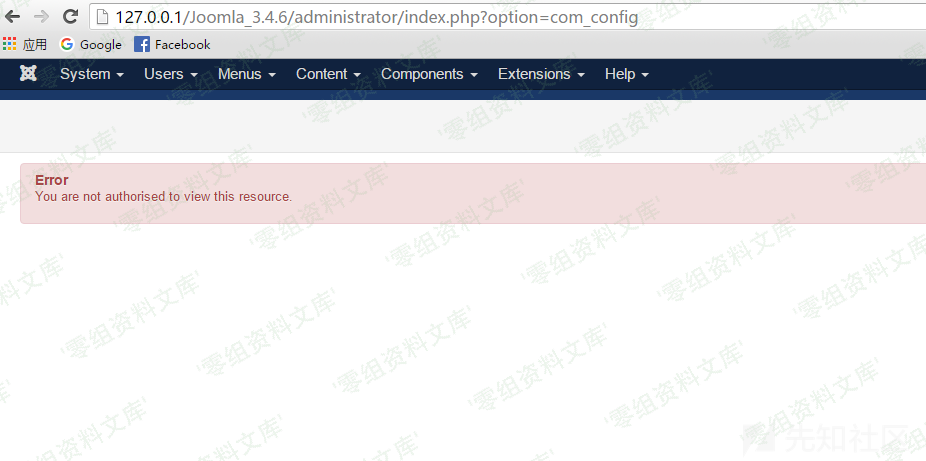 127.0.0.1/Joomla_3.4.6/administrator/index.php?option=com_config
应用 Google Facebook
System Users Menus Content Components Extensions Help
Error
You are not authorised to view this resource.
'零组资料文库'
先知社区